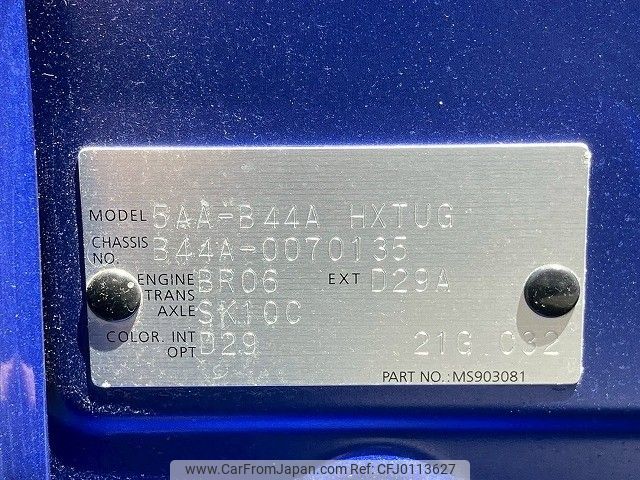 MODEL 5AA-B44A HXTUG
CHASSIS NO. B44A-0070135
ENGINE BR06 EXT D29A
TRANS AXLE SK10C
COLOR. INT D29
OPT 21G 032
PART NO.:MS903081
www.CarFromJapan.com - Ref No: CFJ0113627